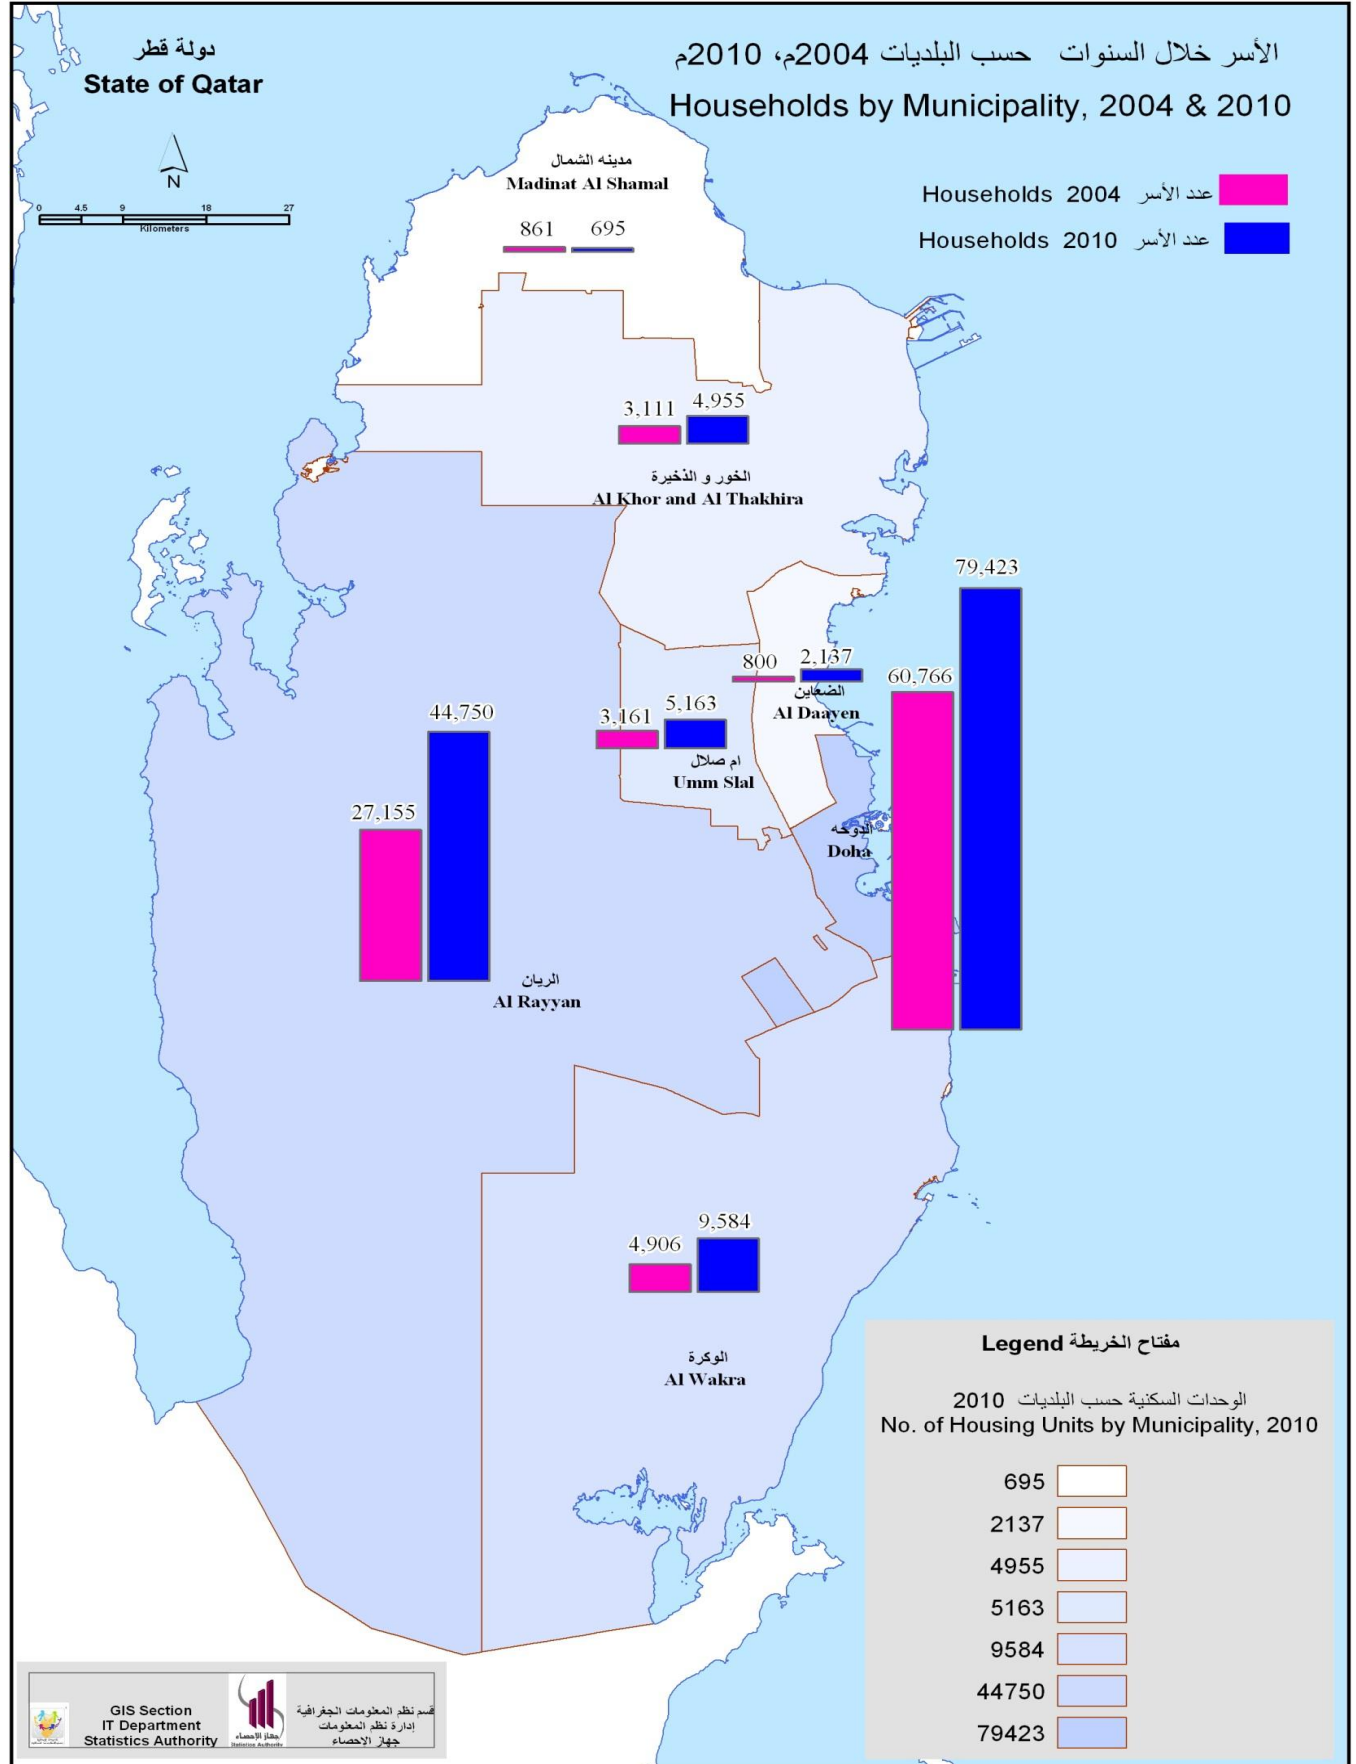 دولة قطر
State of Qatar
الأسر خلال السنوات حسب البلديات 2004م، 2010م
Households by Municipality, 2004 & 2010
N
0 4.5 9 18 27
Kilometers
Households 2004 عدد الأسر
Households 2010 عدد الأسر
مدينه الشمال
Madinat Al Shamal
861 695
3,111 4,955
الخور و الذخيرة
Al Khor and Al Thakhira
79,423
60,766
800 2,137
الضعاين
Al Daayen
3,161 5,163
ام صلال
Umm Slal
44,750
27,155
الدوحه
Doha
الريان
Al Rayyan
9,584
4,906
الوكرة
Al Wakra
Legend مفتاح الخريطة
الوحدات السكنية حسب البلديات 2010
No. of Housing Units by Municipality, 2010
695
2137
4955
5163
9584
44750
79423
GIS Section
IT Department
Statistics Authority
جهاز الإحصاء
Statistics Authority
قسم نظم المعلومات الجغرافية
إدارة نظم المعلومات
جهاز الاحصاء